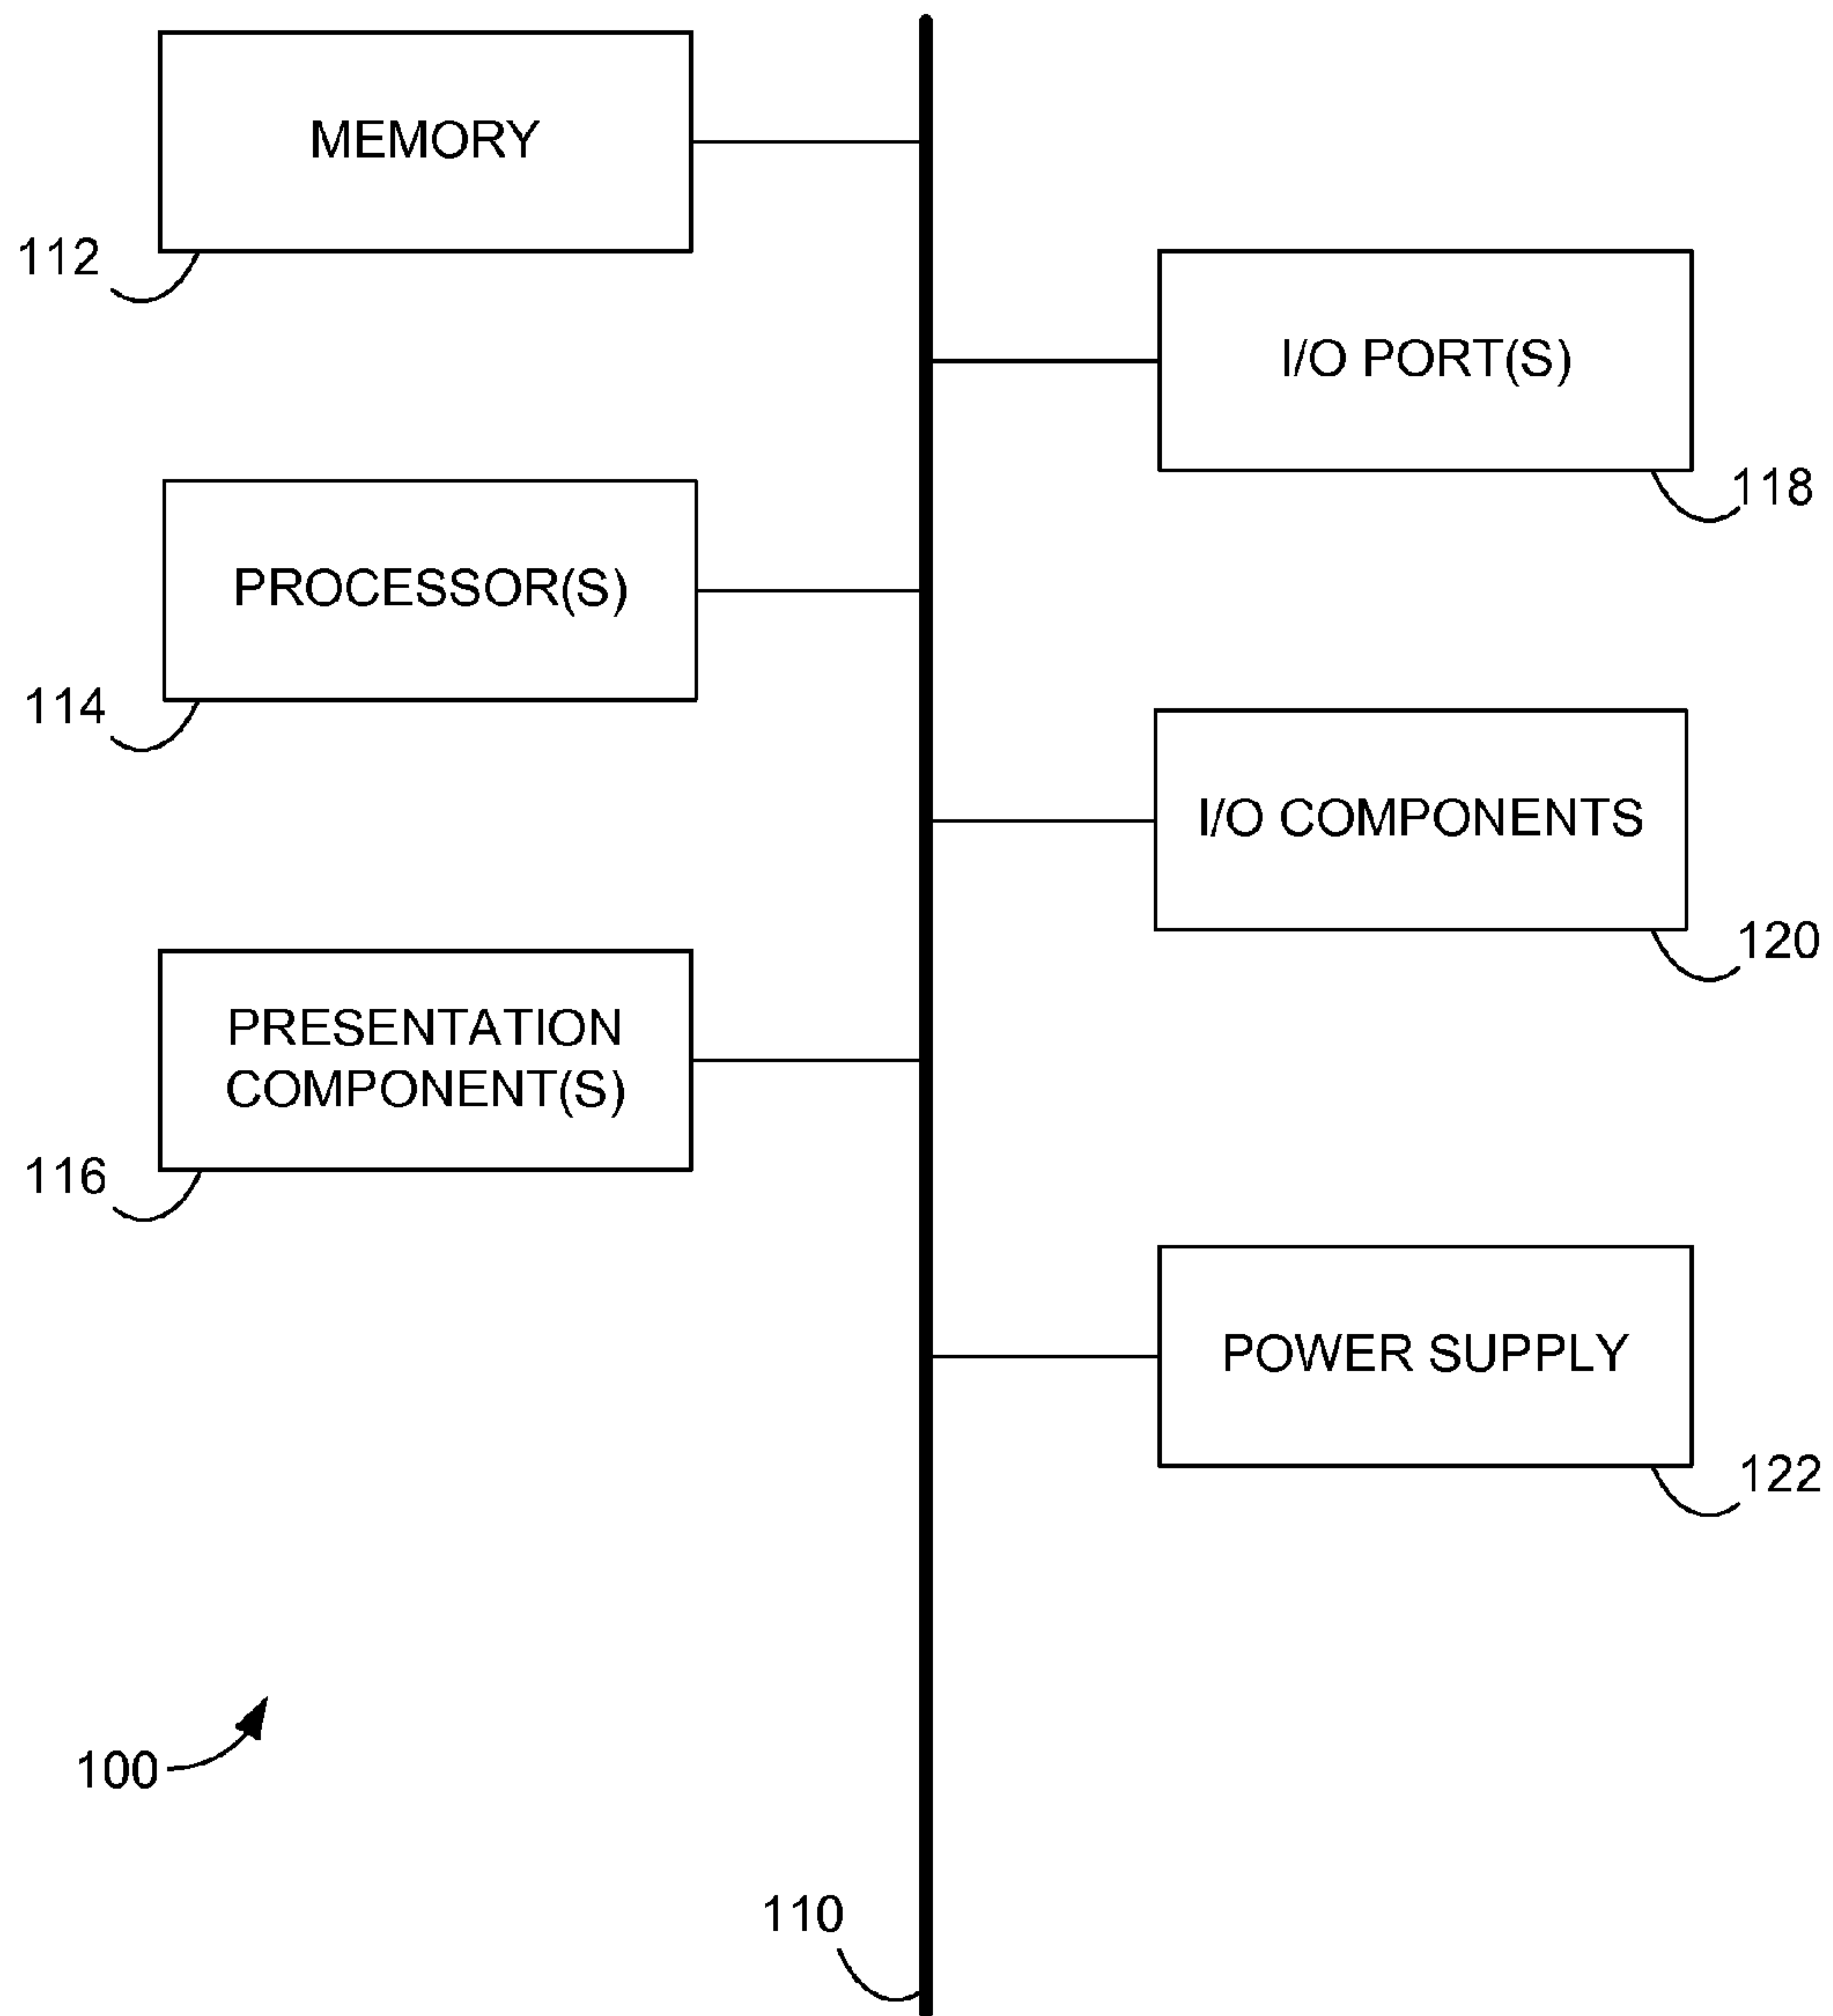 MEMORY
112
I/O PORT(S)
118
PROCESSOR(S)
114
I/O COMPONENTS
120
PRESENTATION
COMPONENT(S)
116
POWER SUPPLY
122
100
110